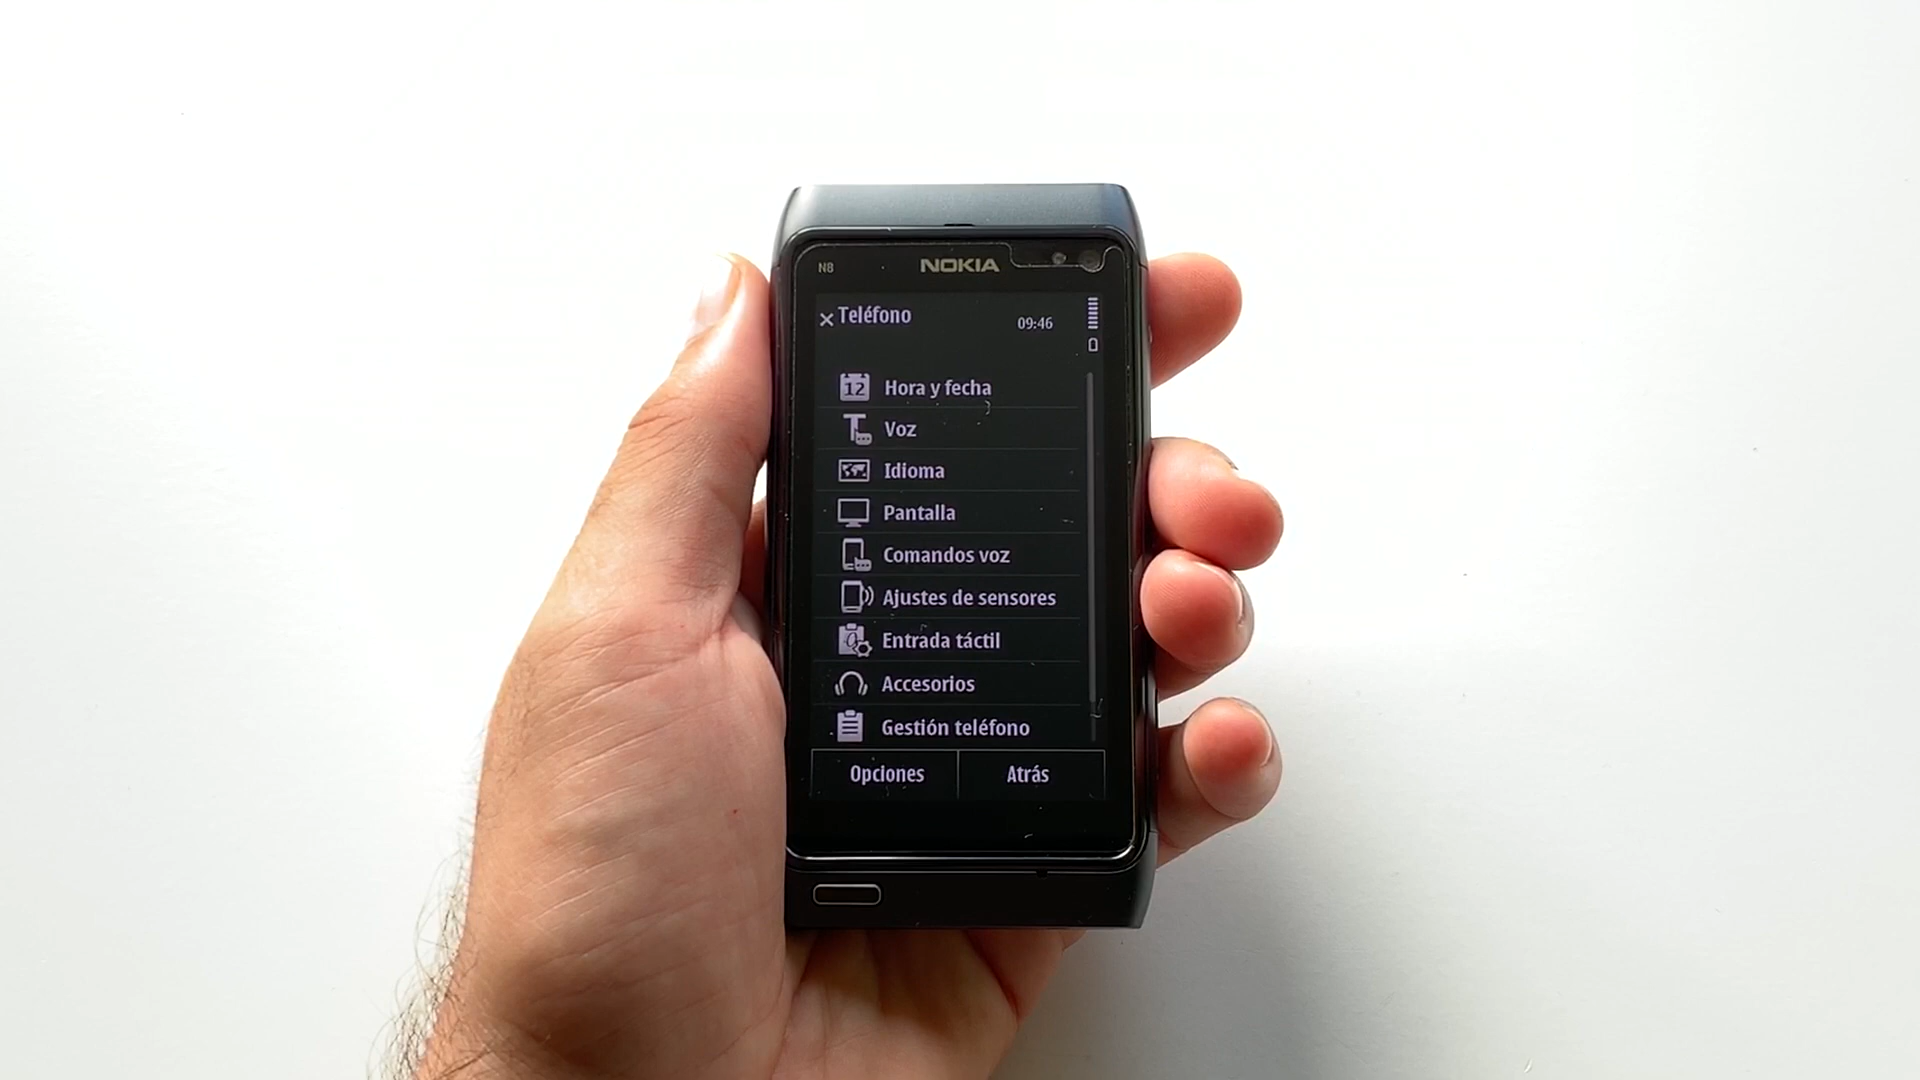 N8
NOKIA
Teléfono
09:46
12
Hora y fecha
Voz
Idioma
Pantalla
Comandos voz
Ajustes de sensores
Entrada táctil
Accesorios
Gestión teléfono
Opciones
Atrás